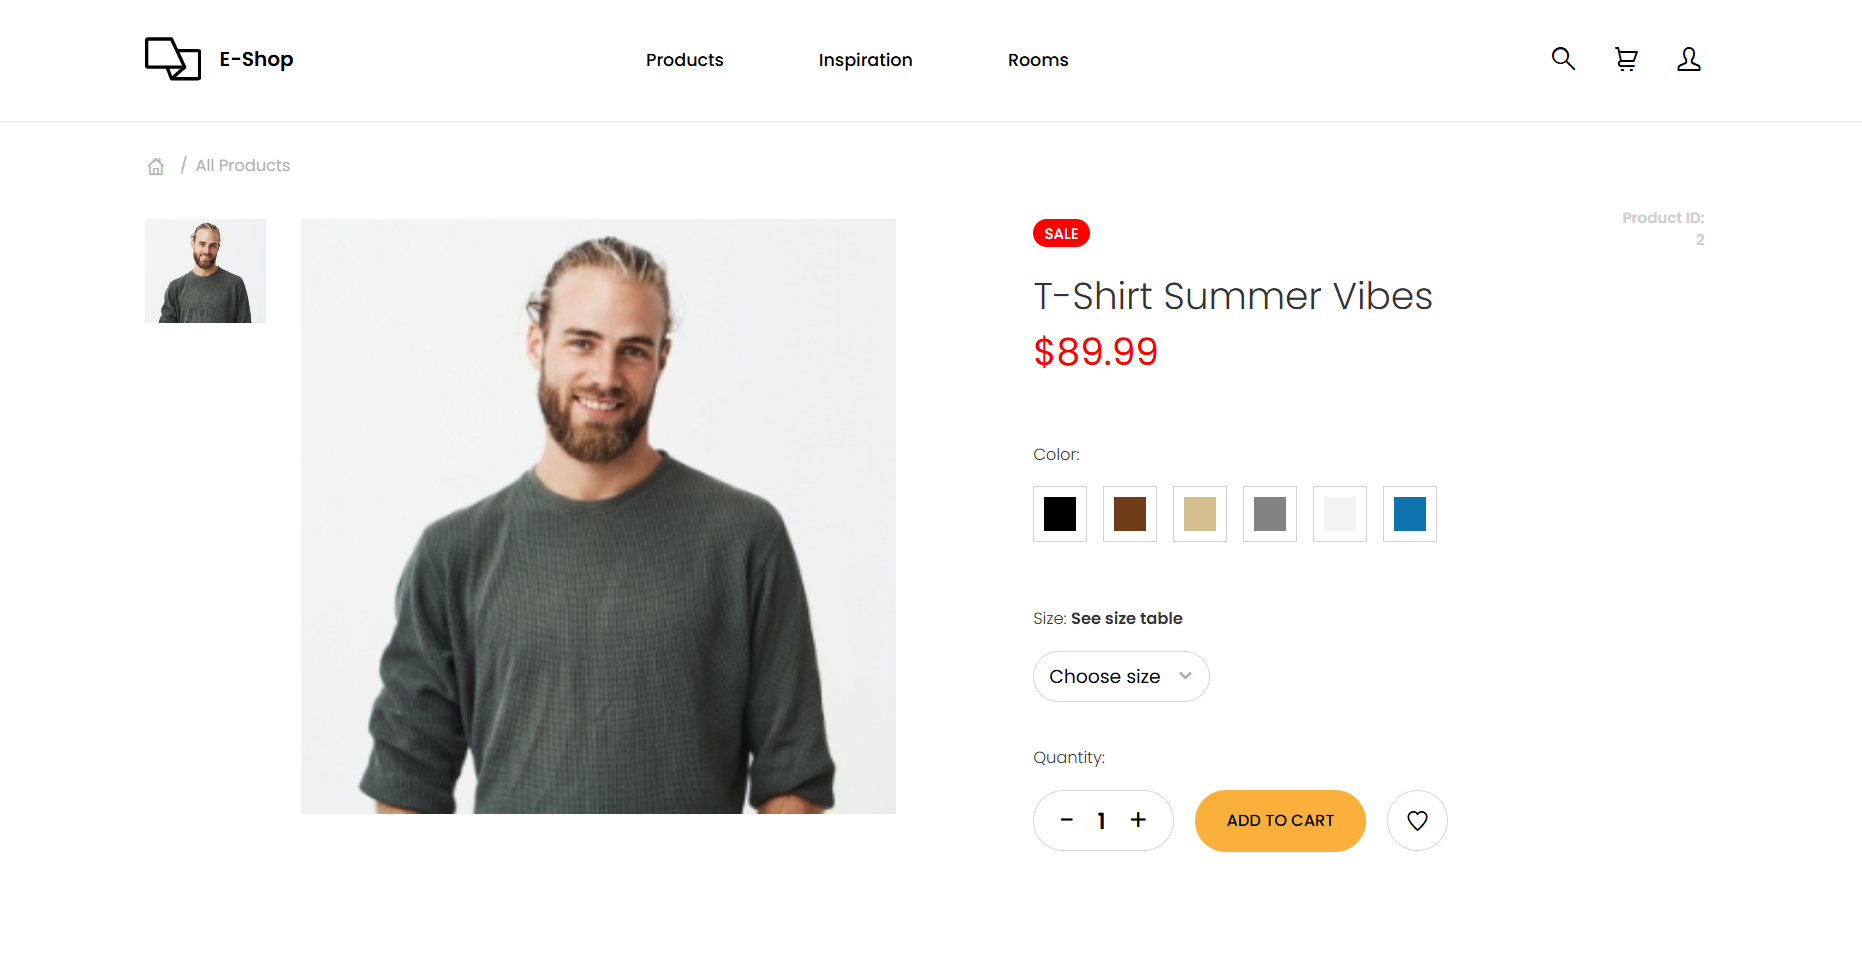 E-Shop
Products
Inspiration
Rooms
/ All Products
SALE
Product ID:
2
T-Shirt Summer Vibes
$89.99
Color:
Size: See size table
Choose size
Quantity:
- 1 +
ADD TO CART